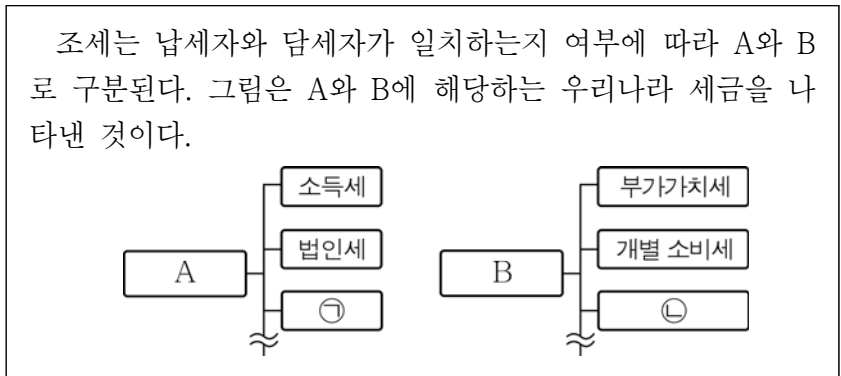 조세는 납세자와 담세자가 일치하는지 여부에 따라 A와 B
로 구분된다. 그림은 A와 B에 해당하는 우리나라 세금을 나
타낸 것이다.
소득세
법인세
A
㉠
부가가치세
개별 소비세
B
㉡